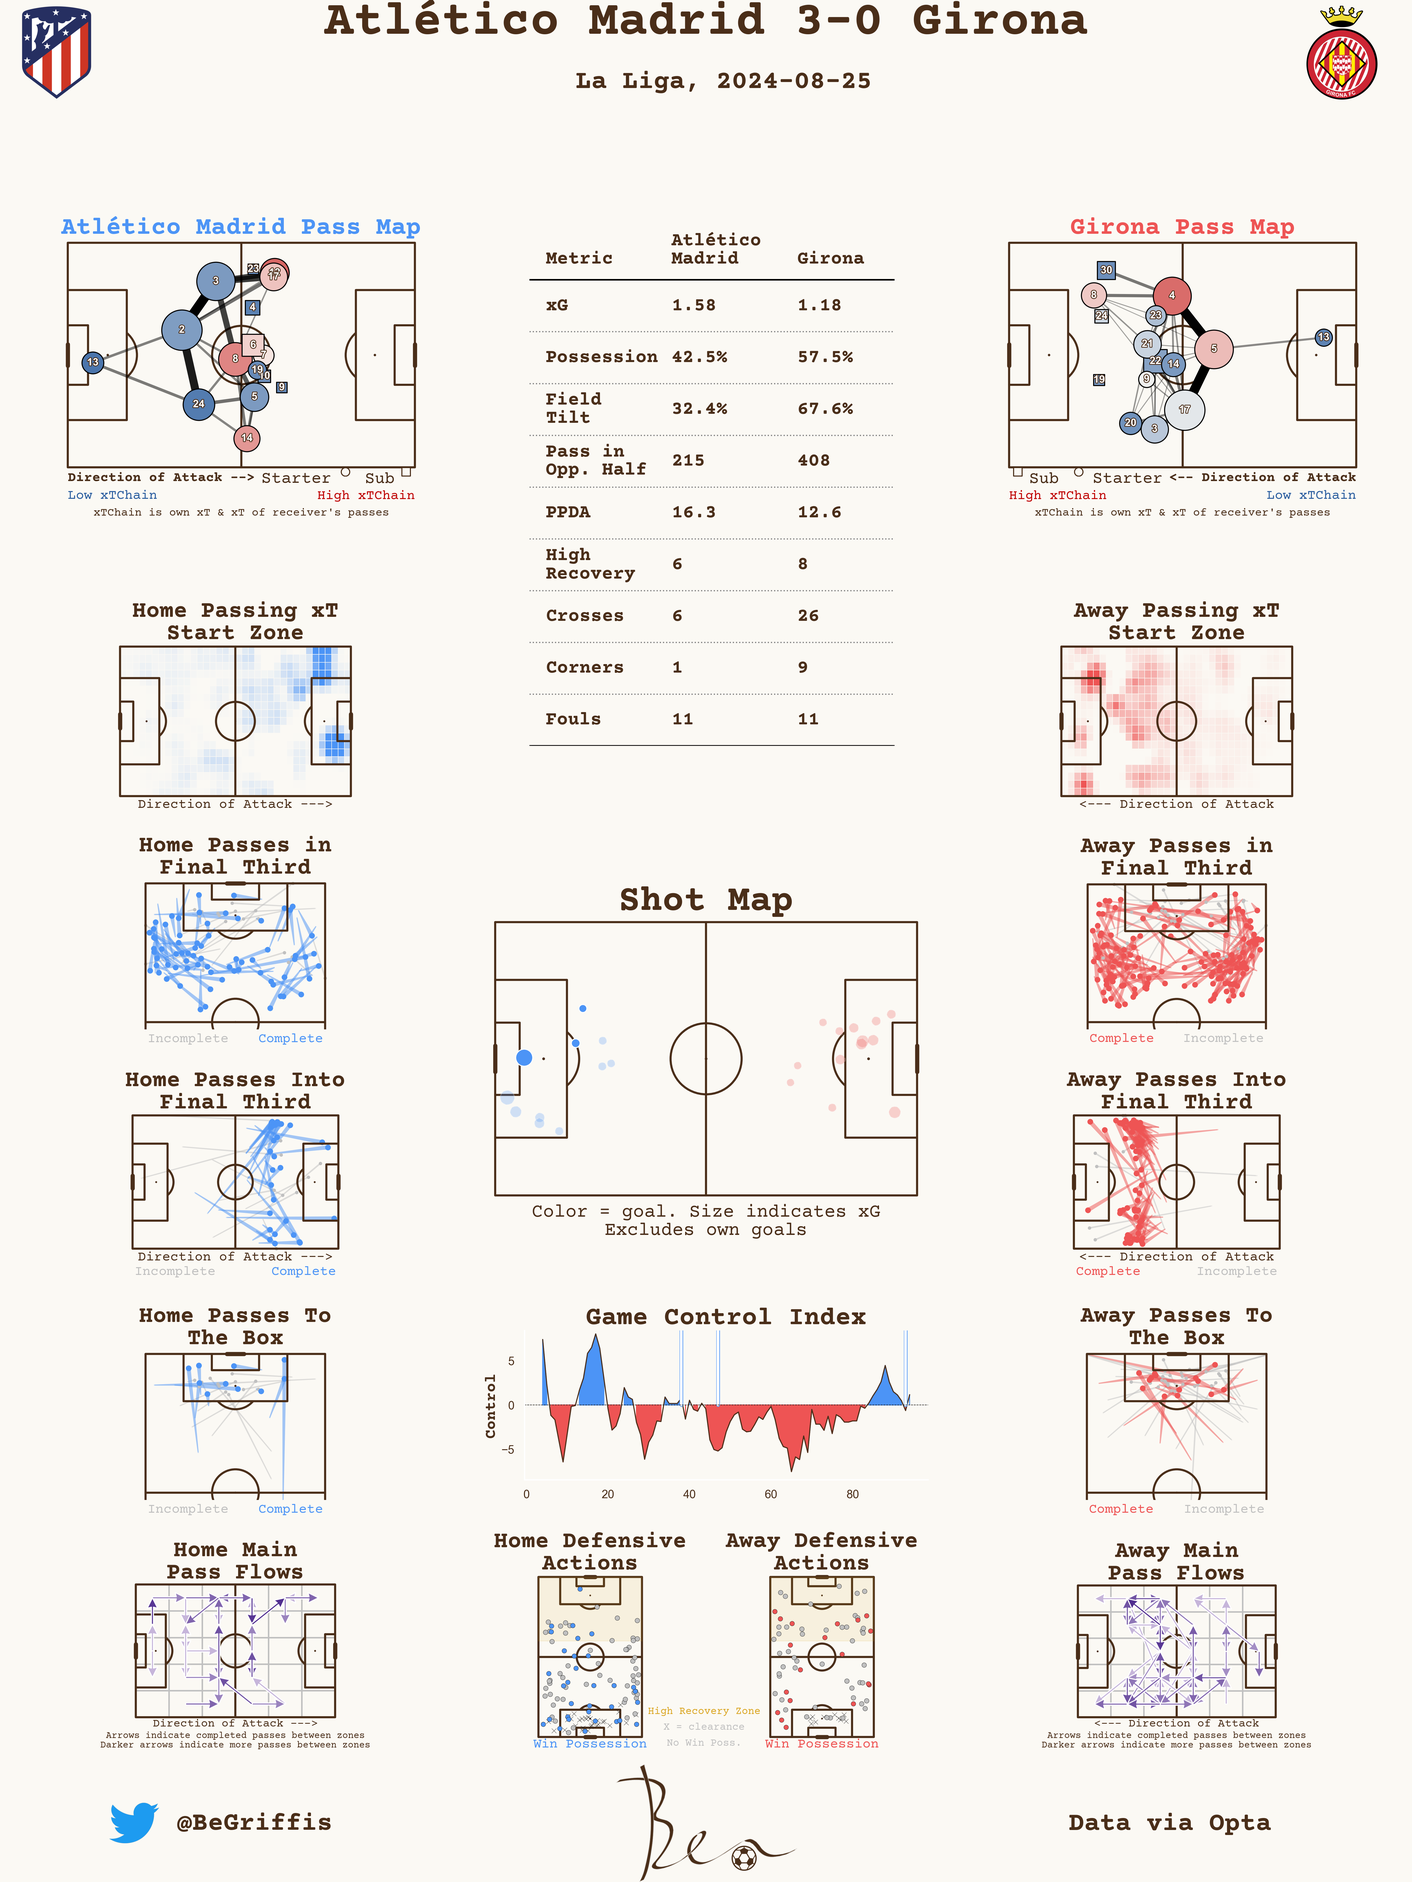 Atlético Madrid 3-0 Girona
La Liga, 2024-08-25
GIRONA FC
Atlético Madrid Pass Map
3
23
17
4
2
6
7
8
13
19
10
9
24
5
14
Direction of Attack --> Starter Sub
Low xTChain High xTChain
xTChain is own xT & xT of receiver's passes
Metric Atlético Madrid Girona
xG 1.58 1.18
Possession 42.5% 57.5%
Field Tilt 32.4% 67.6%
Pass in Opp. Half 215 408
PPDA 16.3 12.6
High Recovery 6 8
Crosses 6 26
Corners 1 9
Fouls 11 11
Girona Pass Map
30
8
4
24
23
13
21
5
22
14
19
9
17
20
3
Sub Starter <-- Direction of Attack
High xTChain Low xTChain
xTChain is own xT & xT of receiver's passes
Home Passing xT
Start Zone
Direction of Attack --->
Away Passing xT
Start Zone
<--- Direction of Attack
Home Passes in
Final Third
Incomplete Complete
Away Passes in
Final Third
Complete Incomplete
Shot Map
Color = goal. Size indicates xG
Excludes own goals
Home Passes Into
Final Third
Direction of Attack --->
Incomplete Complete
Away Passes Into
Final Third
<--- Direction of Attack
Complete Incomplete
Home Passes To
The Box
Incomplete Complete
Game Control Index
Control
5
0
−5
0 20 40 60 80
Away Passes To
The Box
Complete Incomplete
Home Main
Pass Flows
Direction of Attack --->
Arrows indicate completed passes between zones
Darker arrows indicate more passes between zones
Home Defensive
Actions
Win Possession
Away Defensive
Actions
Win Possession
High Recovery Zone
X = clearance
No Win Poss.
Away Main
Pass Flows
<--- Direction of Attack
Arrows indicate completed passes between zones
Darker arrows indicate more passes between zones
@BeGriffis
Ben
Data via Opta